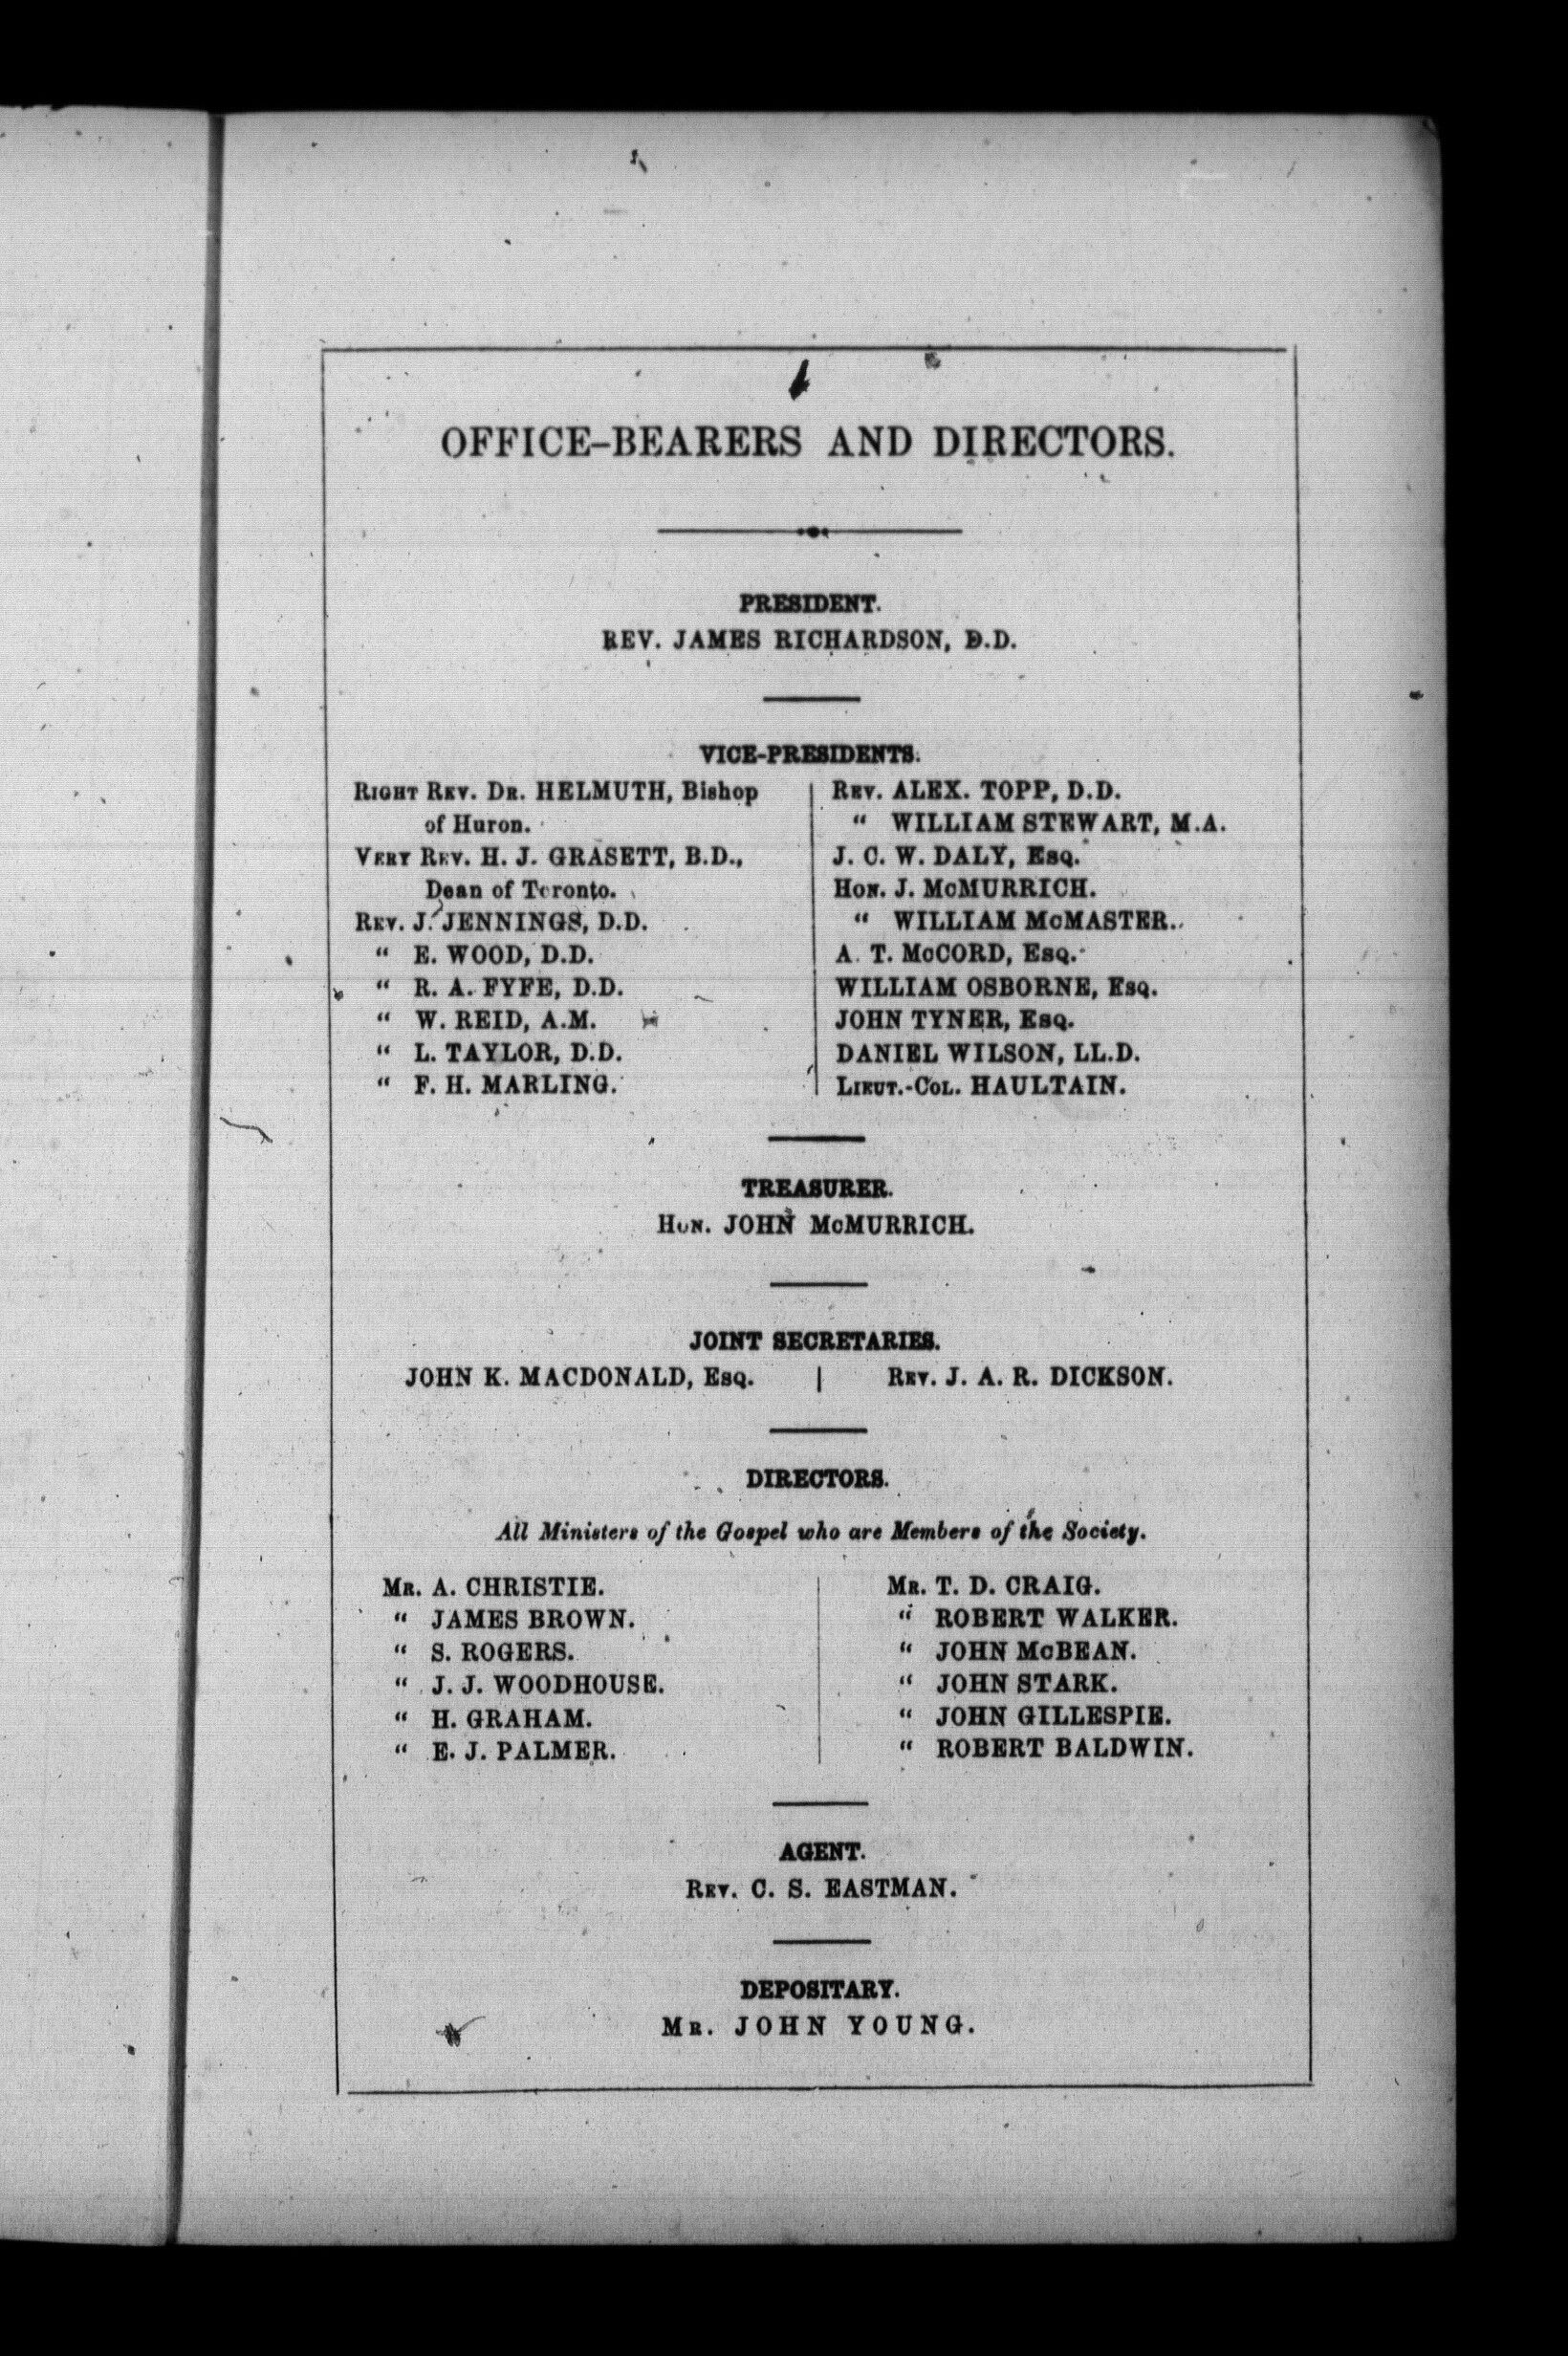 OFFICE-BEARERS AND DIRECTORS.
PRESIDENT.
REV. JAMES RICHARDSON, D.D.
VICE-PRESIDENTS.
RIGHT REV. DR. HELMUTH, Bishop
of Huron.
VERY REV. H. J. GRASETT, B.D.,
Dean of Toronto.
REV. J. JENNINGS, D.D.
“ E. WOOD, D.D.
“ R. A. FYFE, D.D.
“ W. REID, A.M.
“ L. TAYLOR, D.D.
“ F. H. MARLING.
REV. ALEX. TOPP, D.D.
“ WILLIAM STEWART, M.A.
J. C. W. DALY, ESQ.
HON. J. McMURRICH.
“ WILLIAM McMASTER.
A. T. McCORD, ESQ.
WILLIAM OSBORNE, ESQ.
JOHN TYNER, ESQ.
DANIEL WILSON, LL.D.
LIEUT.-COL. HAULTAIN.
TREASURER.
HON. JOHN McMURRICH.
JOINT SECRETARIES.
JOHN K. MACDONALD, ESQ. | REV. J. A. R. DICKSON.
DIRECTORS.
All Ministers of the Gospel who are Members of the Society.
MR. A. CHRISTIE.
“ JAMES BROWN.
“ S. ROGERS.
“ J. J. WOODHOUSE.
“ H. GRAHAM.
“ E. J. PALMER.
MR. T. D. CRAIG.
“ ROBERT WALKER.
“ JOHN McBEAN.
“ JOHN STARK.
“ JOHN GILLESPIE.
“ ROBERT BALDWIN.
AGENT.
REV. C. S. EASTMAN.
DEPOSITARY.
MR. JOHN YOUNG.